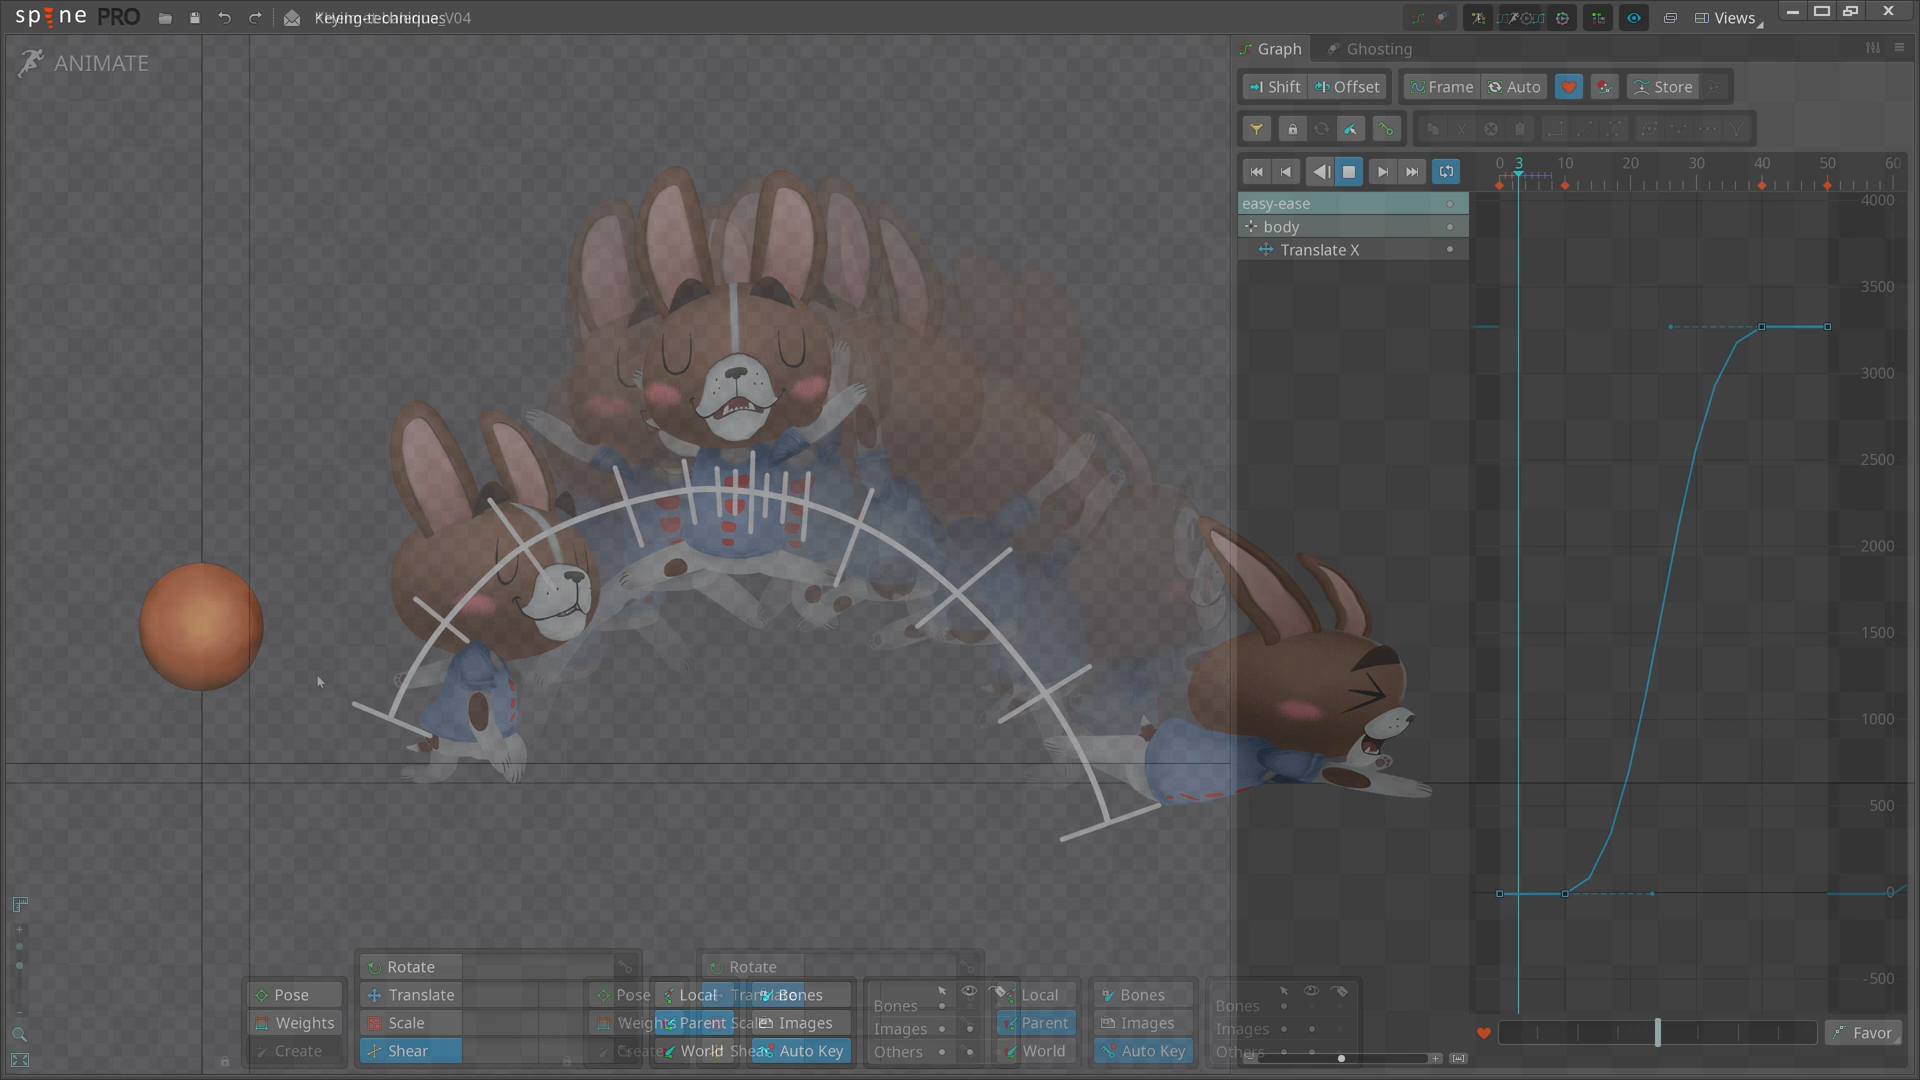 spine PRO
Keying-techniques V04
Views
ANIMATE
Graph
Ghosting
Shift
Offset
Frame
Auto
Store
0
3
10
20
30
40
50
60
easy-ease
body
Translate X
4000
3500
3000
2500
2000
1500
1000
500
0
-500
Rotate
Rotate
Pose
Translate
Pose
Local
Bones
Bones
Local
Bones
Bones
Weights
Scale
Parent
Images
Images
Parent
Images
Images
Create
Shear
World
Auto Key
Others
World
Auto Key
Favor